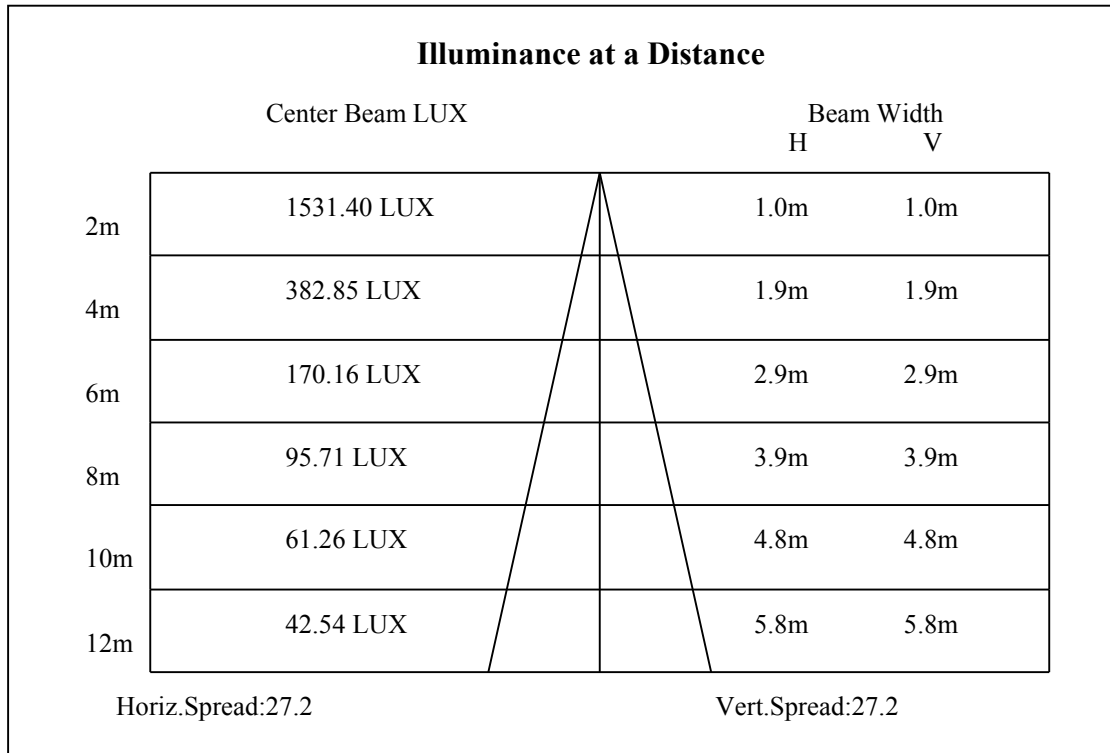 Illuminance at a Distance
Center Beam LUX Beam Width
H V
2m 1531.40 LUX 1.0m 1.0m
4m 382.85 LUX 1.9m 1.9m
6m 170.16 LUX 2.9m 2.9m
8m 95.71 LUX 3.9m 3.9m
10m 61.26 LUX 4.8m 4.8m
12m 42.54 LUX 5.8m 5.8m
Horiz.Spread:27.2 Vert.Spread:27.2